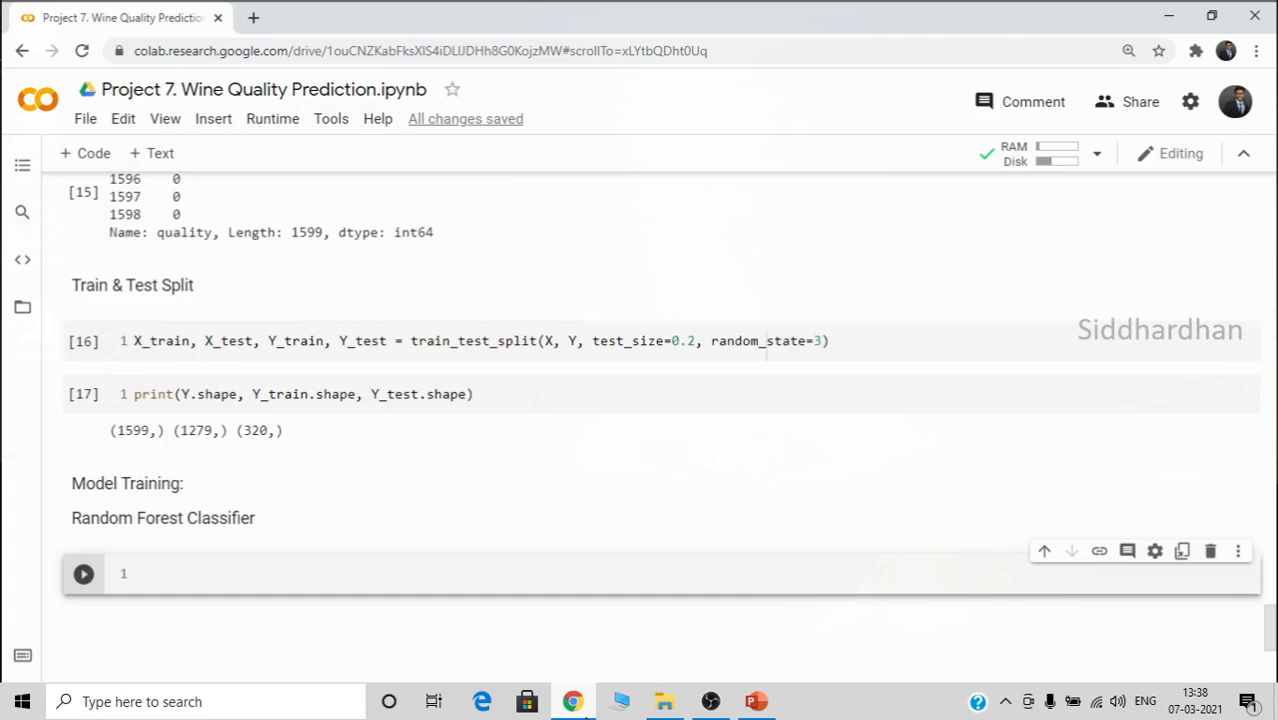 Project 7. Wine Quality Prediction
colab.research.google.com/drive/1ouCNZKAbFksXlS4iDLlJDHh8G0KojzMW#scrollTo=xLYtbQDht0Uq
Project 7. Wine Quality Prediction.ipynb
File Edit View Insert Runtime Tools Help All changes saved
Comment Share
+ Code + Text
RAM
Disk
Editing
1596 0
[15] 1597 0
1598 0
Name: quality, Length: 1599, dtype: int64
Train & Test Split
Siddhardhan
[16] 1 X_train, X_test, Y_train, Y_test = train_test_split(X, Y, test_size=0.2, random_state=3)
[17] 1 print(Y.shape, Y_train.shape, Y_test.shape)
(1599,) (1279,) (320,)
Model Training:
Random Forest Classifier
1
Type here to search
ENG
13:38
07-03-2021
1